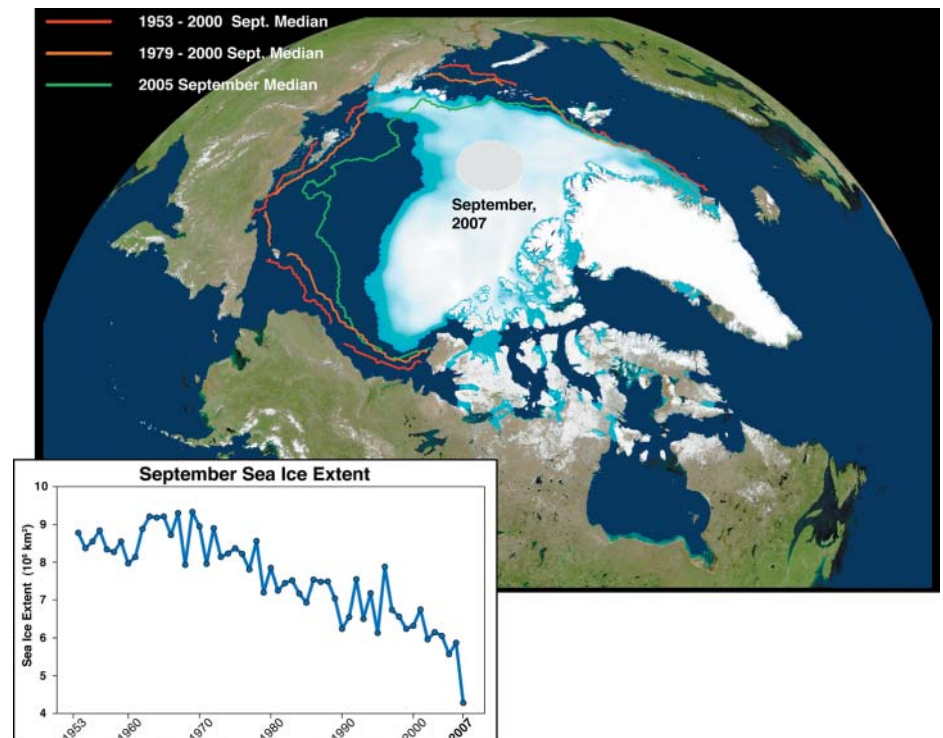 1953 - 2000 Sept. Median
1979 - 2000 Sept. Median
2005 September Median
September,
2007
September Sea Ice Extent
Sea Ice Extent (10⁶ km²)
10
9
8
7
6
5
4
1953
1960
1970
1980
1990
2000
2007